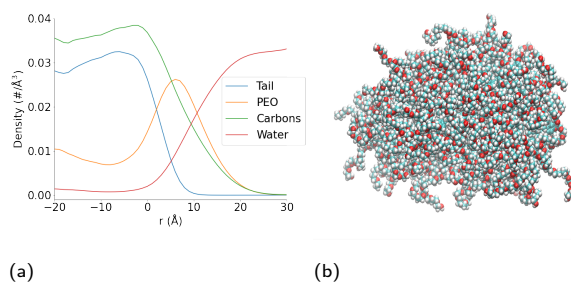 0.04
0.03
0.02
0.01
0.00
Density (#/Å³)
Tail
PEO
Carbons
Water
−20 −10 0 10 20 30
r (Å)
(a) (b)